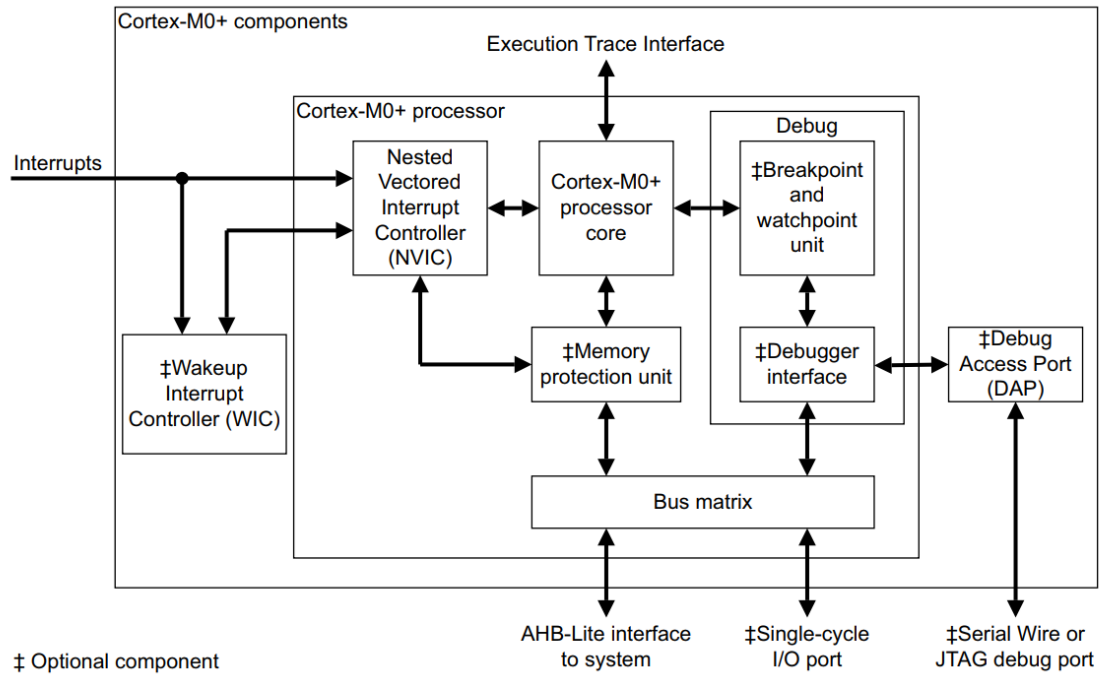 Cortex-M0+ components
Execution Trace Interface
Cortex-M0+ processor
Debug
Interrupts
Nested
Vectored
Interrupt
Controller
(NVIC)
Cortex-M0+
processor
core
‡Breakpoint
and
watchpoint
unit
‡Wakeup
Interrupt
Controller (WIC)
‡Memory
protection unit
‡Debugger
interface
‡Debug
Access Port
(DAP)
Bus matrix
AHB-Lite interface
to system
‡Single-cycle
I/O port
‡Serial Wire or
JTAG debug port
‡ Optional component